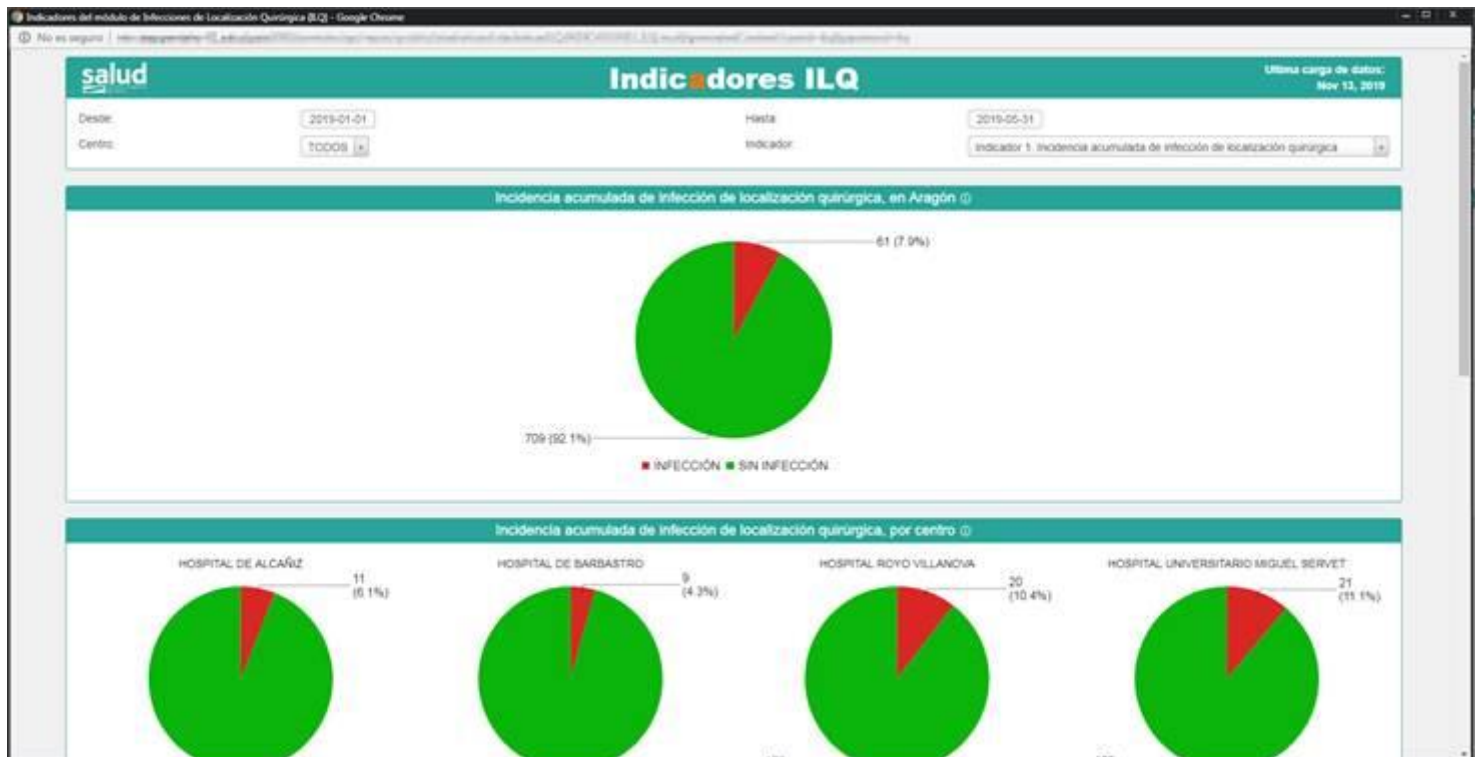 Indicadores del módulo de Infecciones de Localización Quirúrgica (ILQ) - Google Chrome
No es seguro
salud
Indicadores ILQ
Ultima carga de datos:
Nov 13, 2019
Desde:
2019-01-01
Hasta:
2019-05-31
Centro:
TODOS
Indicador:
Indicador 1. Incidencia acumulada de infección de localización quirúrgica
Incidencia acumulada de infección de localización quirúrgica, en Aragón
61 (7.9%)
709 (92.1%)
INFECCIÓN SIN INFECCIÓN
Incidencia acumulada de infección de localización quirúrgica, por centro
HOSPITAL DE ALCAÑIZ
11
(6.1%)
HOSPITAL DE BARBASTRO
9
(4.3%)
HOSPITAL ROYO VILLANOVA
20
(10.4%)
HOSPITAL UNIVERSITARIO MIGUEL SERVET
21
(11.1%)